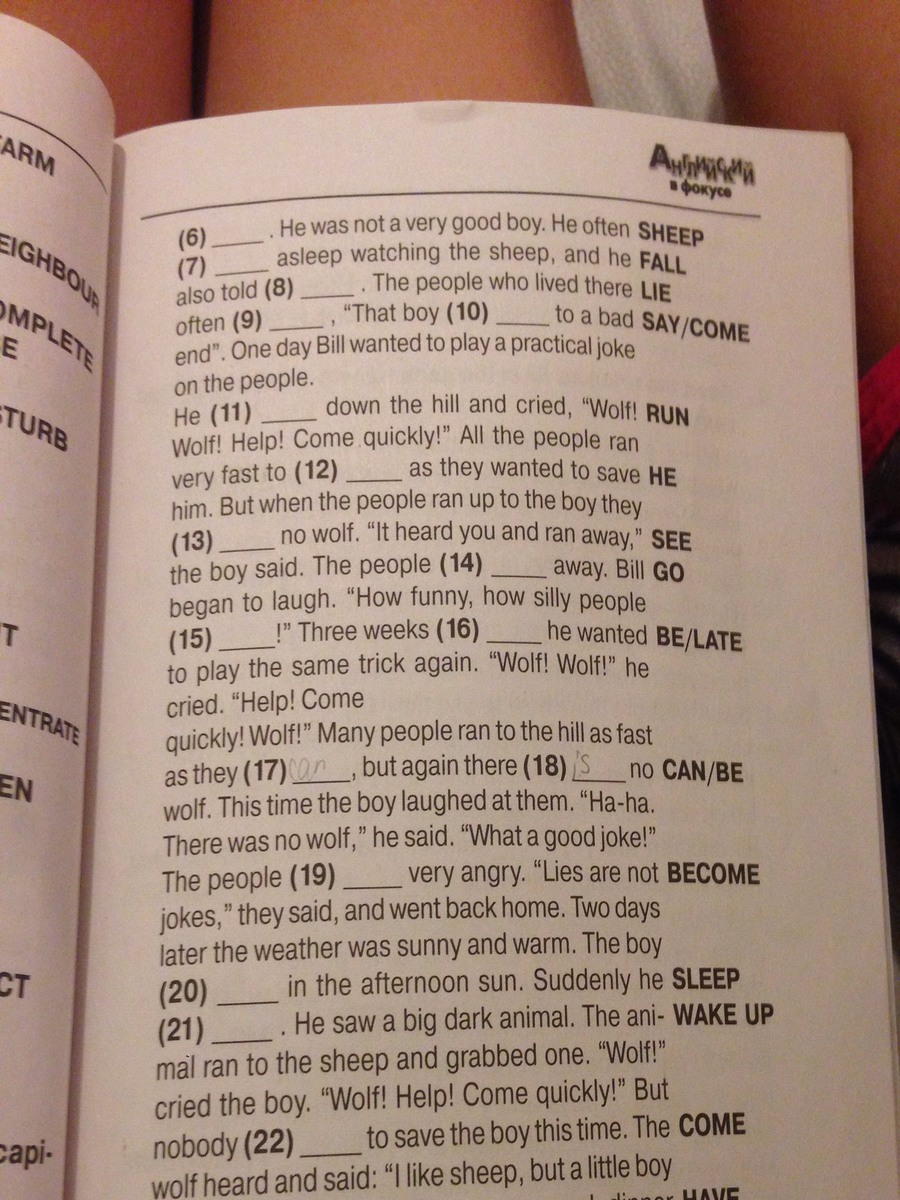 ARM
EIGHBOUR
OMPLETE
E
STURB
T
ENTRATE
EN
CT
capi-
Английский
в фокусе
(6) ____ . He was not a very good boy. He often SHEEP
(7) ____ asleep watching the sheep, and he FALL
also told (8) ____ . The people who lived there LIE
often (9) ____ , “That boy (10) ____ to a bad SAY/COME
end”. One day Bill wanted to play a practical joke
on the people.
He (11) ____ down the hill and cried, “Wolf! RUN
Wolf! Help! Come quickly!” All the people ran
very fast to (12) ____ as they wanted to save HE
him. But when the people ran up to the boy they
(13) ____ no wolf. “It heard you and ran away,” SEE
the boy said. The people (14) ____ away. Bill GO
began to laugh. “How funny, how silly people
(15) ____!” Three weeks (16) ____ he wanted BE/LATE
to play the same trick again. “Wolf! Wolf!” he
cried. “Help! Come
quickly! Wolf!” Many people ran to the hill as fast
as they (17) can , but again there (18) is no CAN/BE
wolf. This time the boy laughed at them. “Ha-ha.
There was no wolf,” he said. “What a good joke!”
The people (19) ____ very angry. “Lies are not BECOME
jokes,” they said, and went back home. Two days
later the weather was sunny and warm. The boy
(20) ____ in the afternoon sun. Suddenly he SLEEP
(21) ____ . He saw a big dark animal. The ani- WAKE UP
mal ran to the sheep and grabbed one. “Wolf!”
cried the boy. “Wolf! Help! Come quickly!” But
nobody (22) ____ to save the boy this time. The COME
wolf heard and said: “I like sheep, but a little boy
dinner HAVE